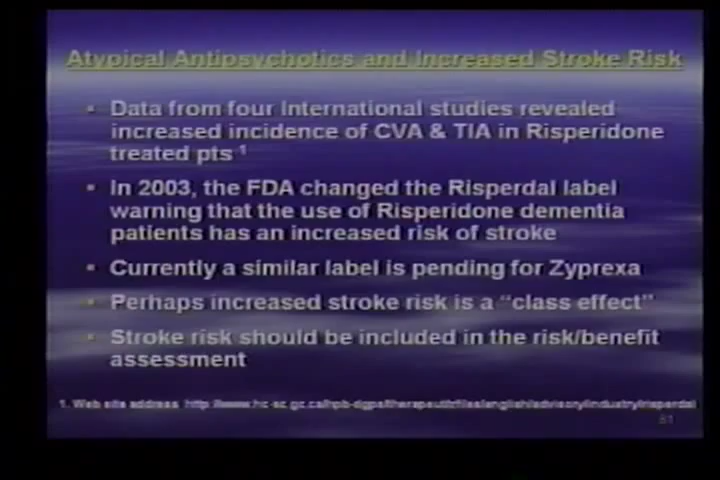 Atypical Antipsychotics and Increased Stroke Risk
▪ Data from four International studies revealed
increased incidence of CVA & TIA in Risperidone
treated pts 1
▪ In 2003, the FDA changed the Risperdal label
warning that the use of Risperidone dementia
patients has an increased risk of stroke
▪ Currently a similar label is pending for Zyprexa
▪ Perhaps increased stroke risk is a “class effect”
▪ Stroke risk should be included in the risk/benefit
assessment
1. Web site address